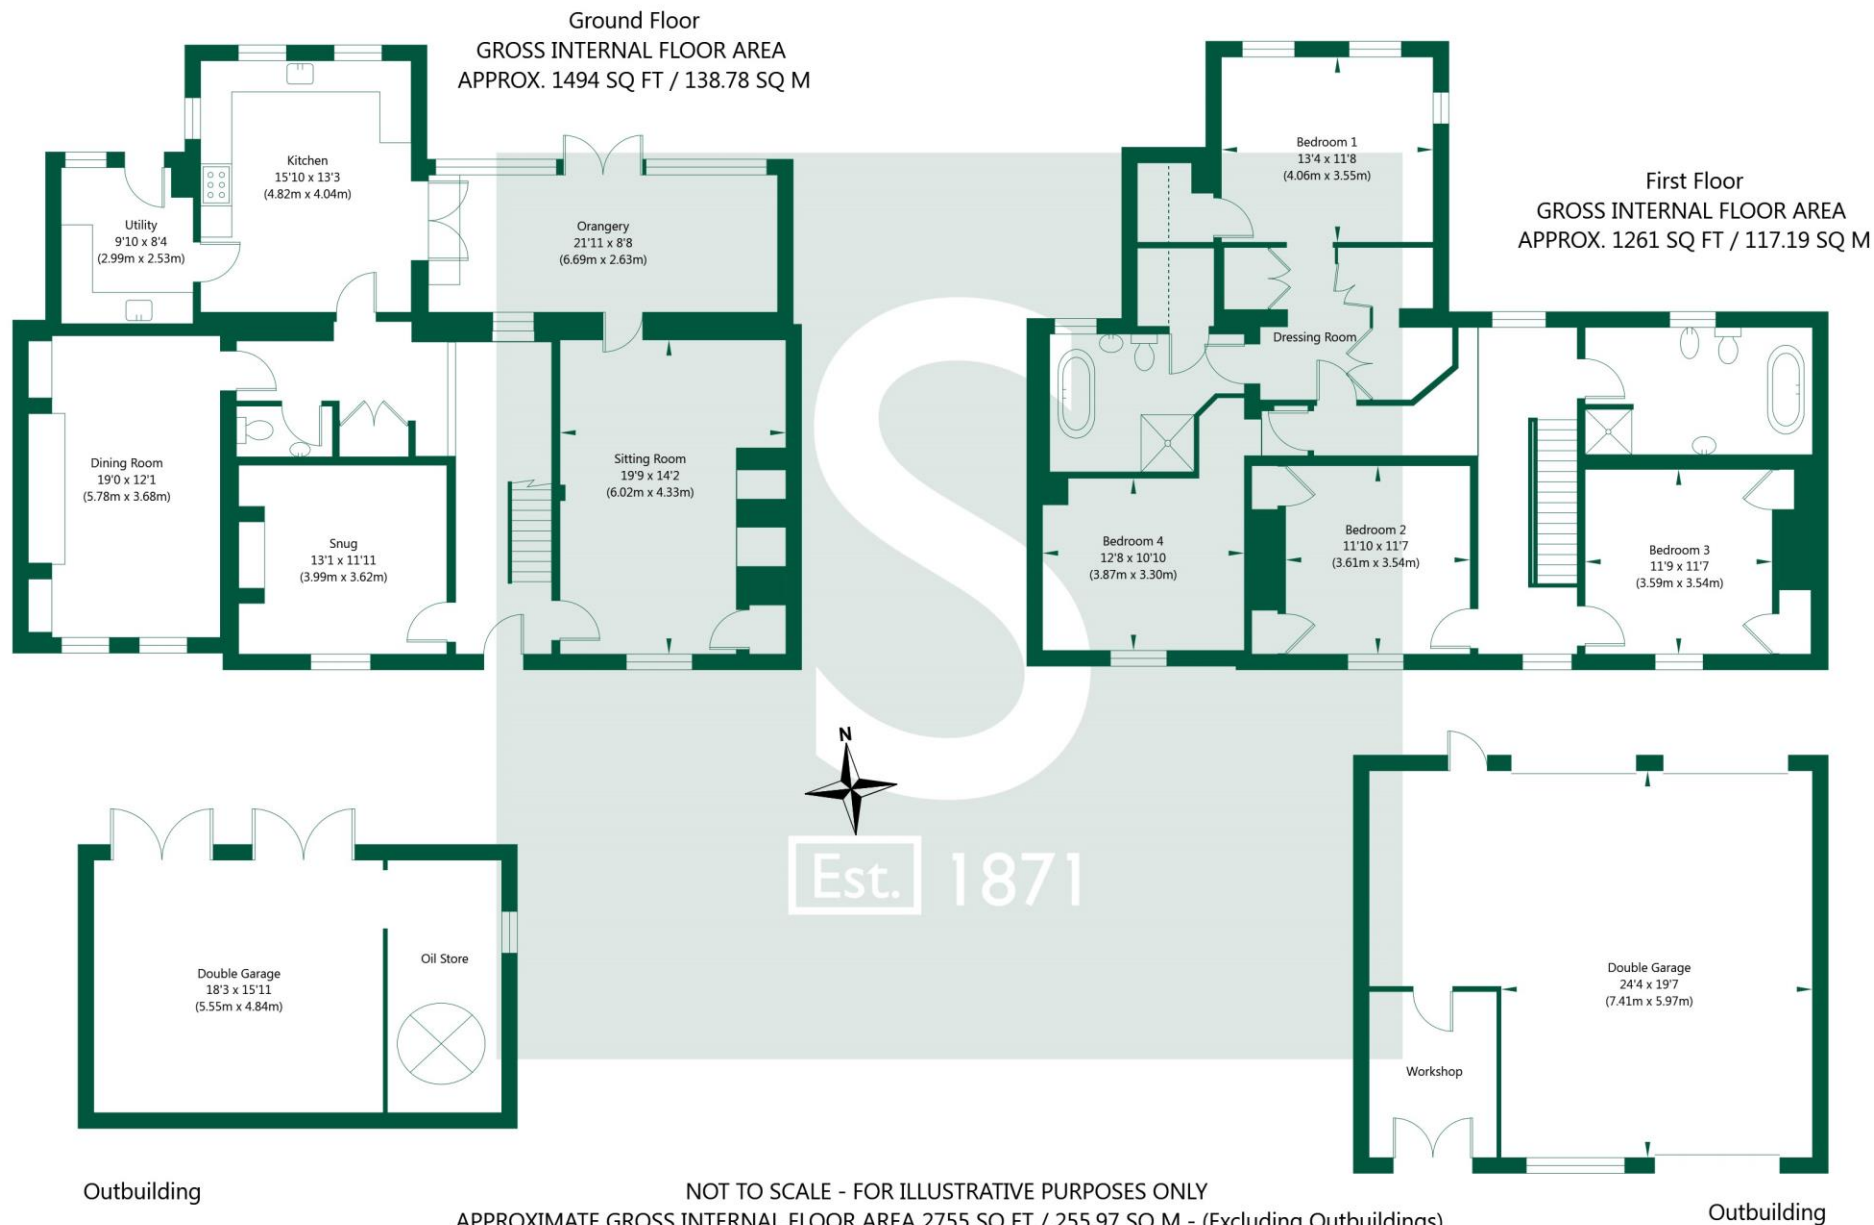 Ground Floor
GROSS INTERNAL FLOOR AREA
APPROX. 1494 SQ FT / 138.78 SQ M
Kitchen
15'10 x 13'3
(4.82m x 4.04m)
Utility
9'10 x 8'4
(2.99m x 2.53m)
Orangery
21'11 x 8'8
(6.69m x 2.63m)
Dining Room
19'0 x 12'1
(5.78m x 3.68m)
Snug
13'1 x 11'11
(3.99m x 3.62m)
Sitting Room
19'9 x 14'2
(6.02m x 4.33m)
First Floor
GROSS INTERNAL FLOOR AREA
APPROX. 1261 SQ FT / 117.19 SQ M
Bedroom 1
13'4 x 11'8
(4.06m x 3.55m)
Dressing Room
Bedroom 4
12'8 x 10'10
(3.87m x 3.30m)
Bedroom 2
11'10 x 11'7
(3.61m x 3.54m)
Bedroom 3
11'9 x 11'7
(3.59m x 3.54m)
S
N
Est. 1871
Double Garage
18'3 x 15'11
(5.55m x 4.84m)
Oil Store
Outbuilding
Double Garage
24'4 x 19'7
(7.41m x 5.97m)
Workshop
Outbuilding
NOT TO SCALE - FOR ILLUSTRATIVE PURPOSES ONLY
APPROXIMATE GROSS INTERNAL FLOOR AREA 2755 SQ FT / 255.97 SQ M - (Excluding Outbuildings)